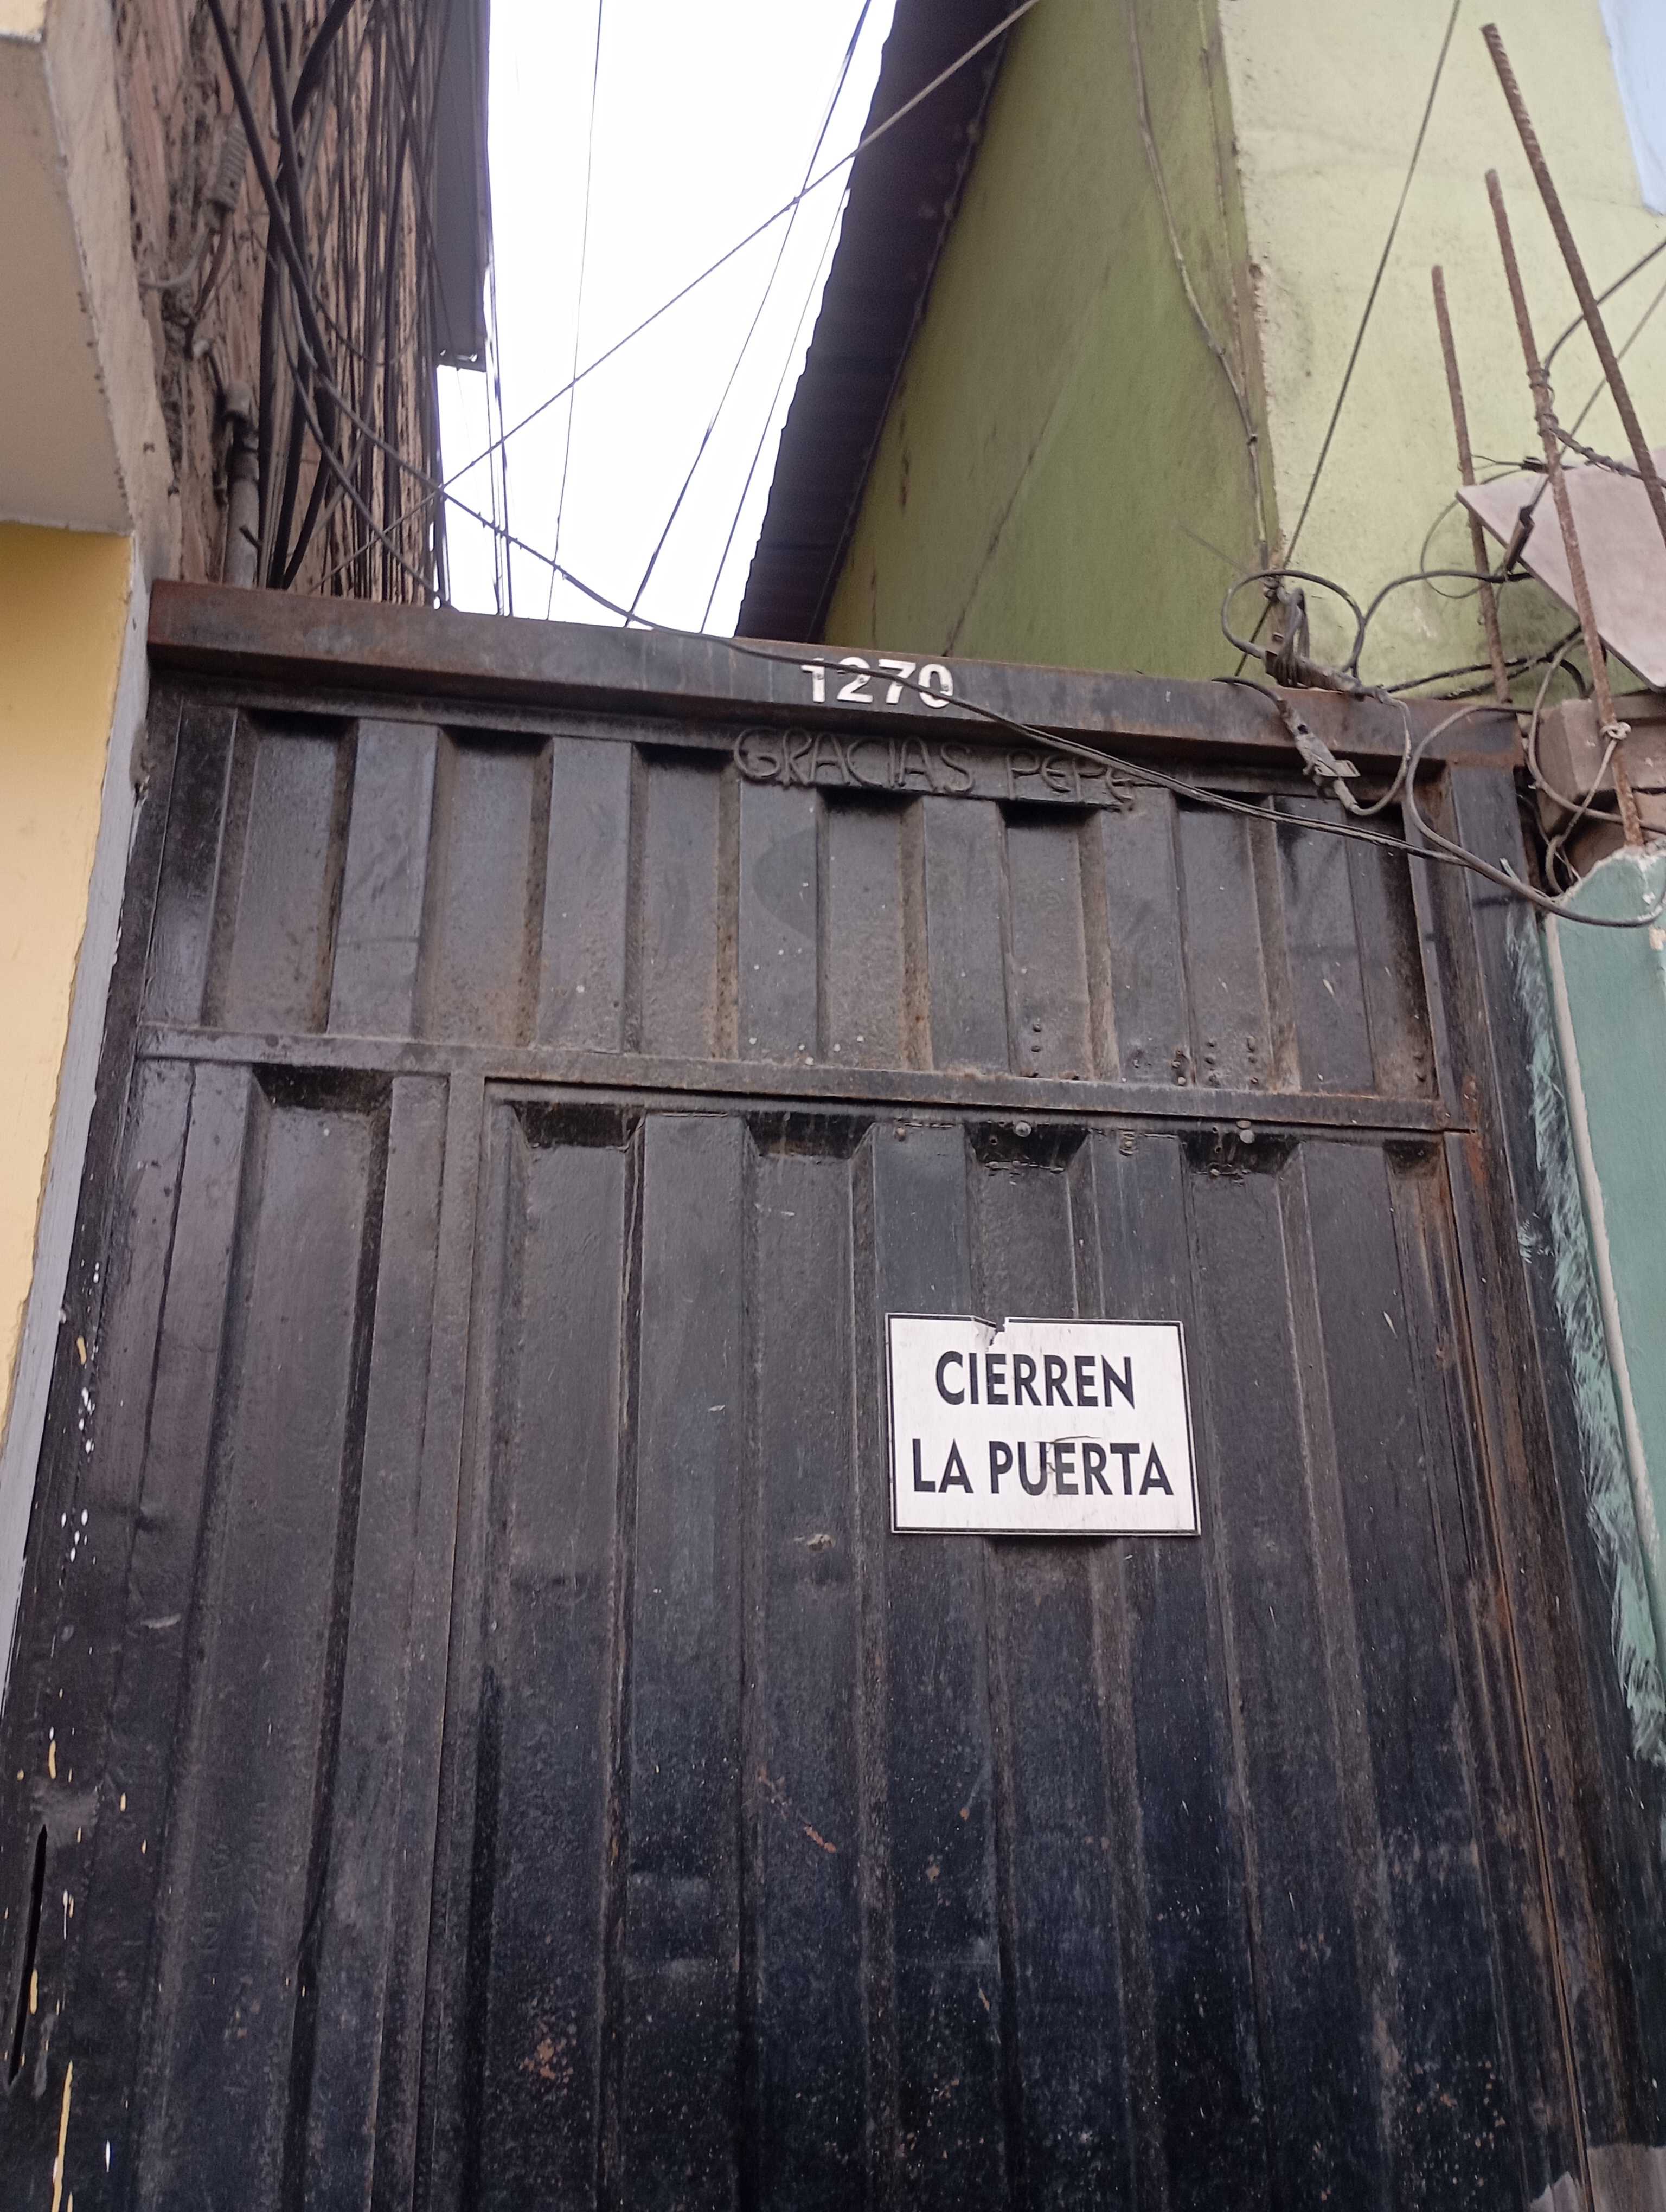 1270
GRACIAS PEPE
CIERREN
LA PUERTA